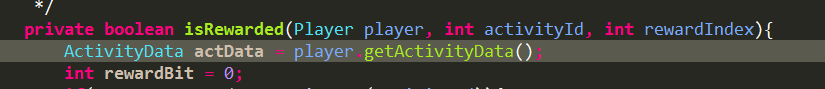 */
private boolean isRewarded(Player player, int activityId, int rewardIndex){
ActivityData actData = player.getActivityData();
int rewardBit = 0;